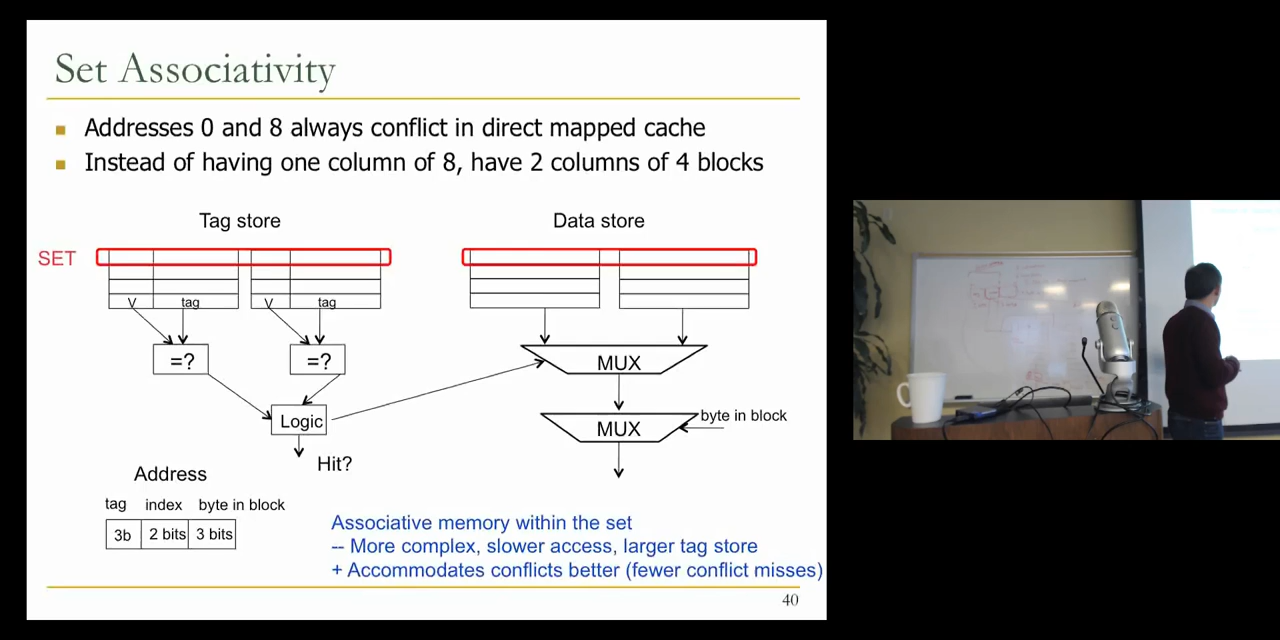 Set Associativity
Addresses 0 and 8 always conflict in direct mapped cache
Instead of having one column of 8, have 2 columns of 4 blocks
Tag store
Data store
SET
V tag V tag
=? =?
MUX
Logic
MUX
byte in block
Hit?
Address
tag index byte in block
3b 2 bits 3 bits
Associative memory within the set
-- More complex, slower access, larger tag store
+ Accommodates conflicts better (fewer conflict misses)
40